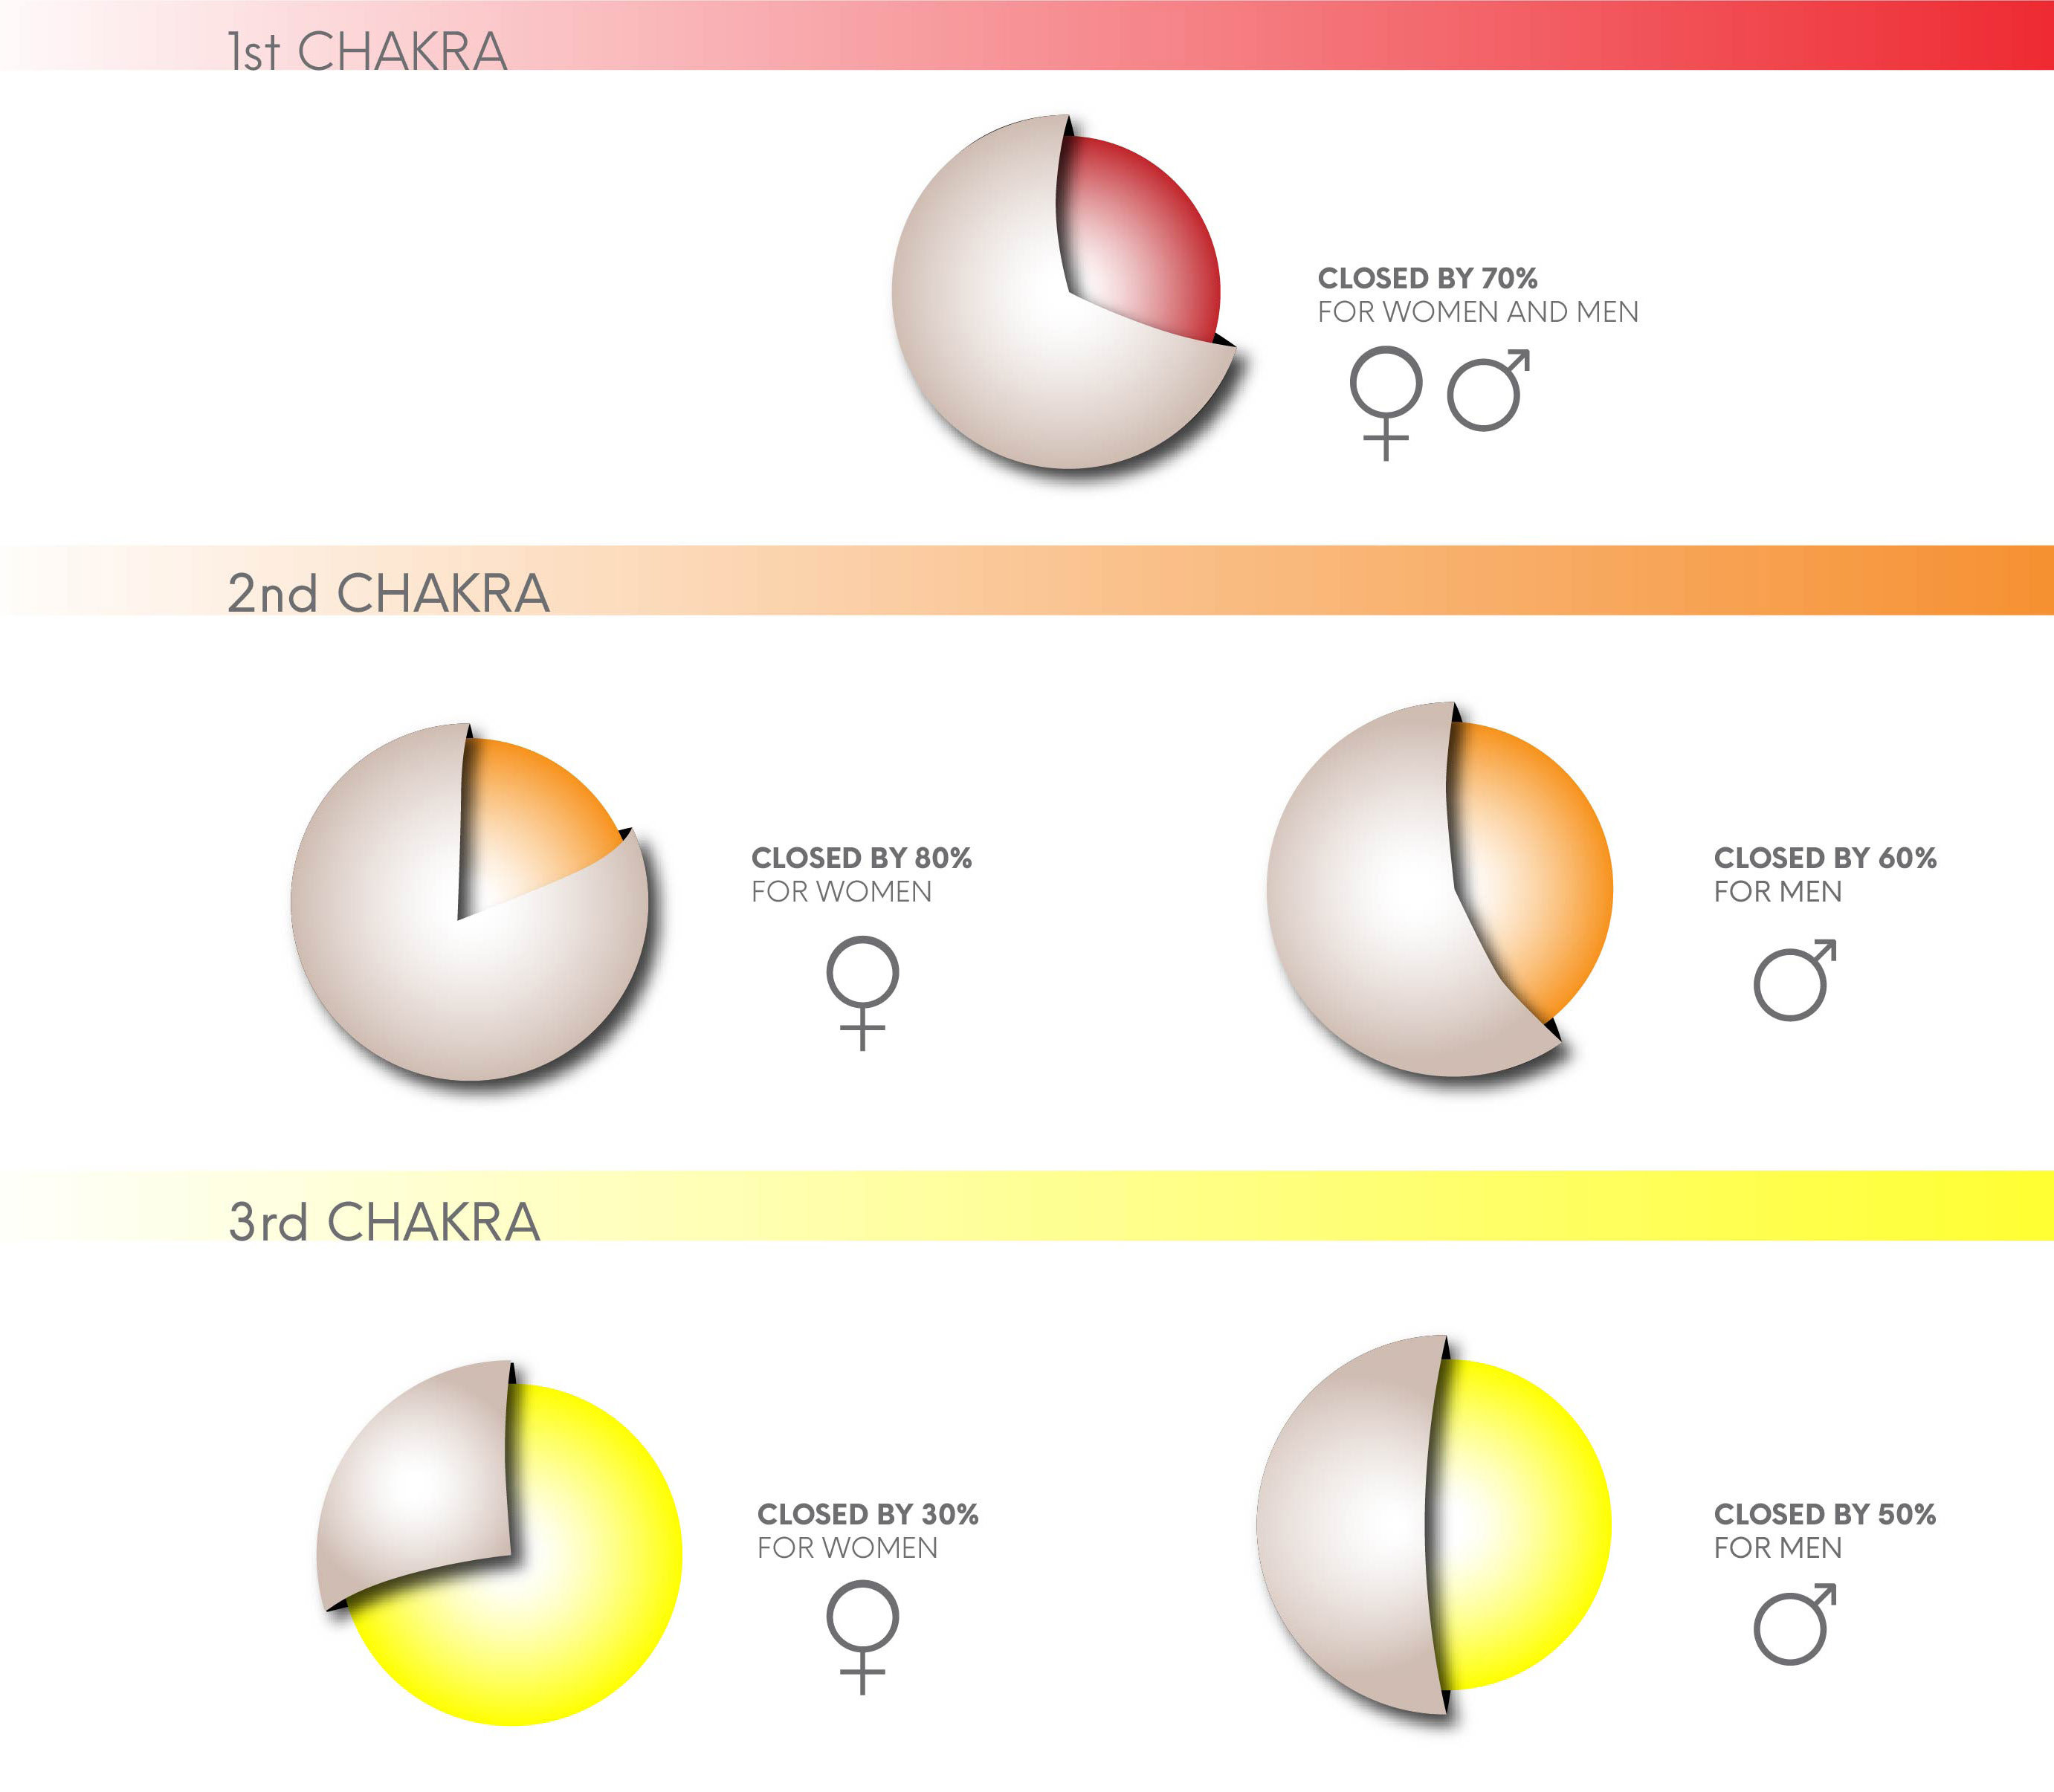 1st CHAKRA
CLOSED BY 70%
FOR WOMEN AND MEN
2nd CHAKRA
CLOSED BY 80%
FOR WOMEN
CLOSED BY 60%
FOR MEN
3rd CHAKRA
CLOSED BY 30%
FOR WOMEN
CLOSED BY 50%
FOR MEN